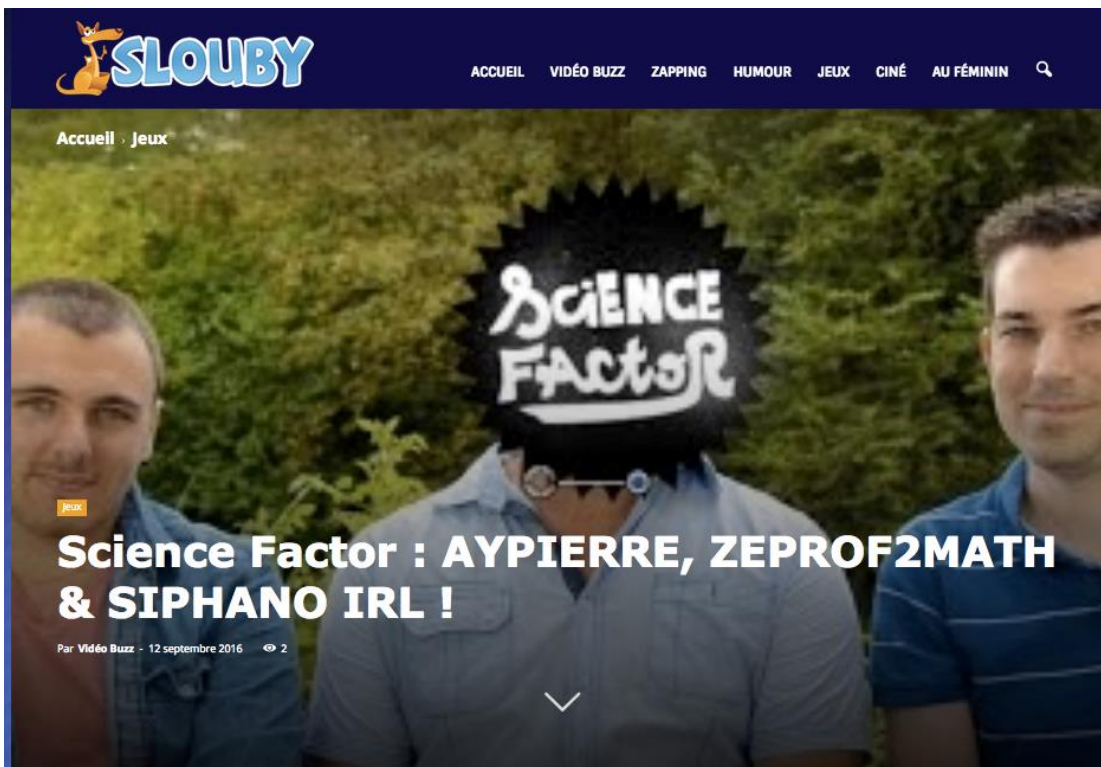 SLOUBY
ACCUEIL VIDÉO BUZZ ZAPPING HUMOUR JEUX CINÉ AU FÉMININ
Accueil › Jeux
SCiENCE
FActoR
Jeux
Science Factor : AYPIERRE, ZEPROF2MATH
& SIPHANO IRL !
Par Vidéo Buzz - 12 septembre 2016 2